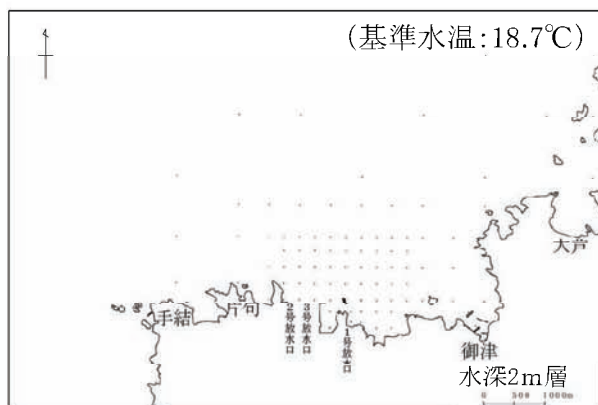 (基準水温:18.7℃)
大芦
手結
片句
2号放水口
3号放水口
1号放水口
御津
水深2m層
0 500 1000m